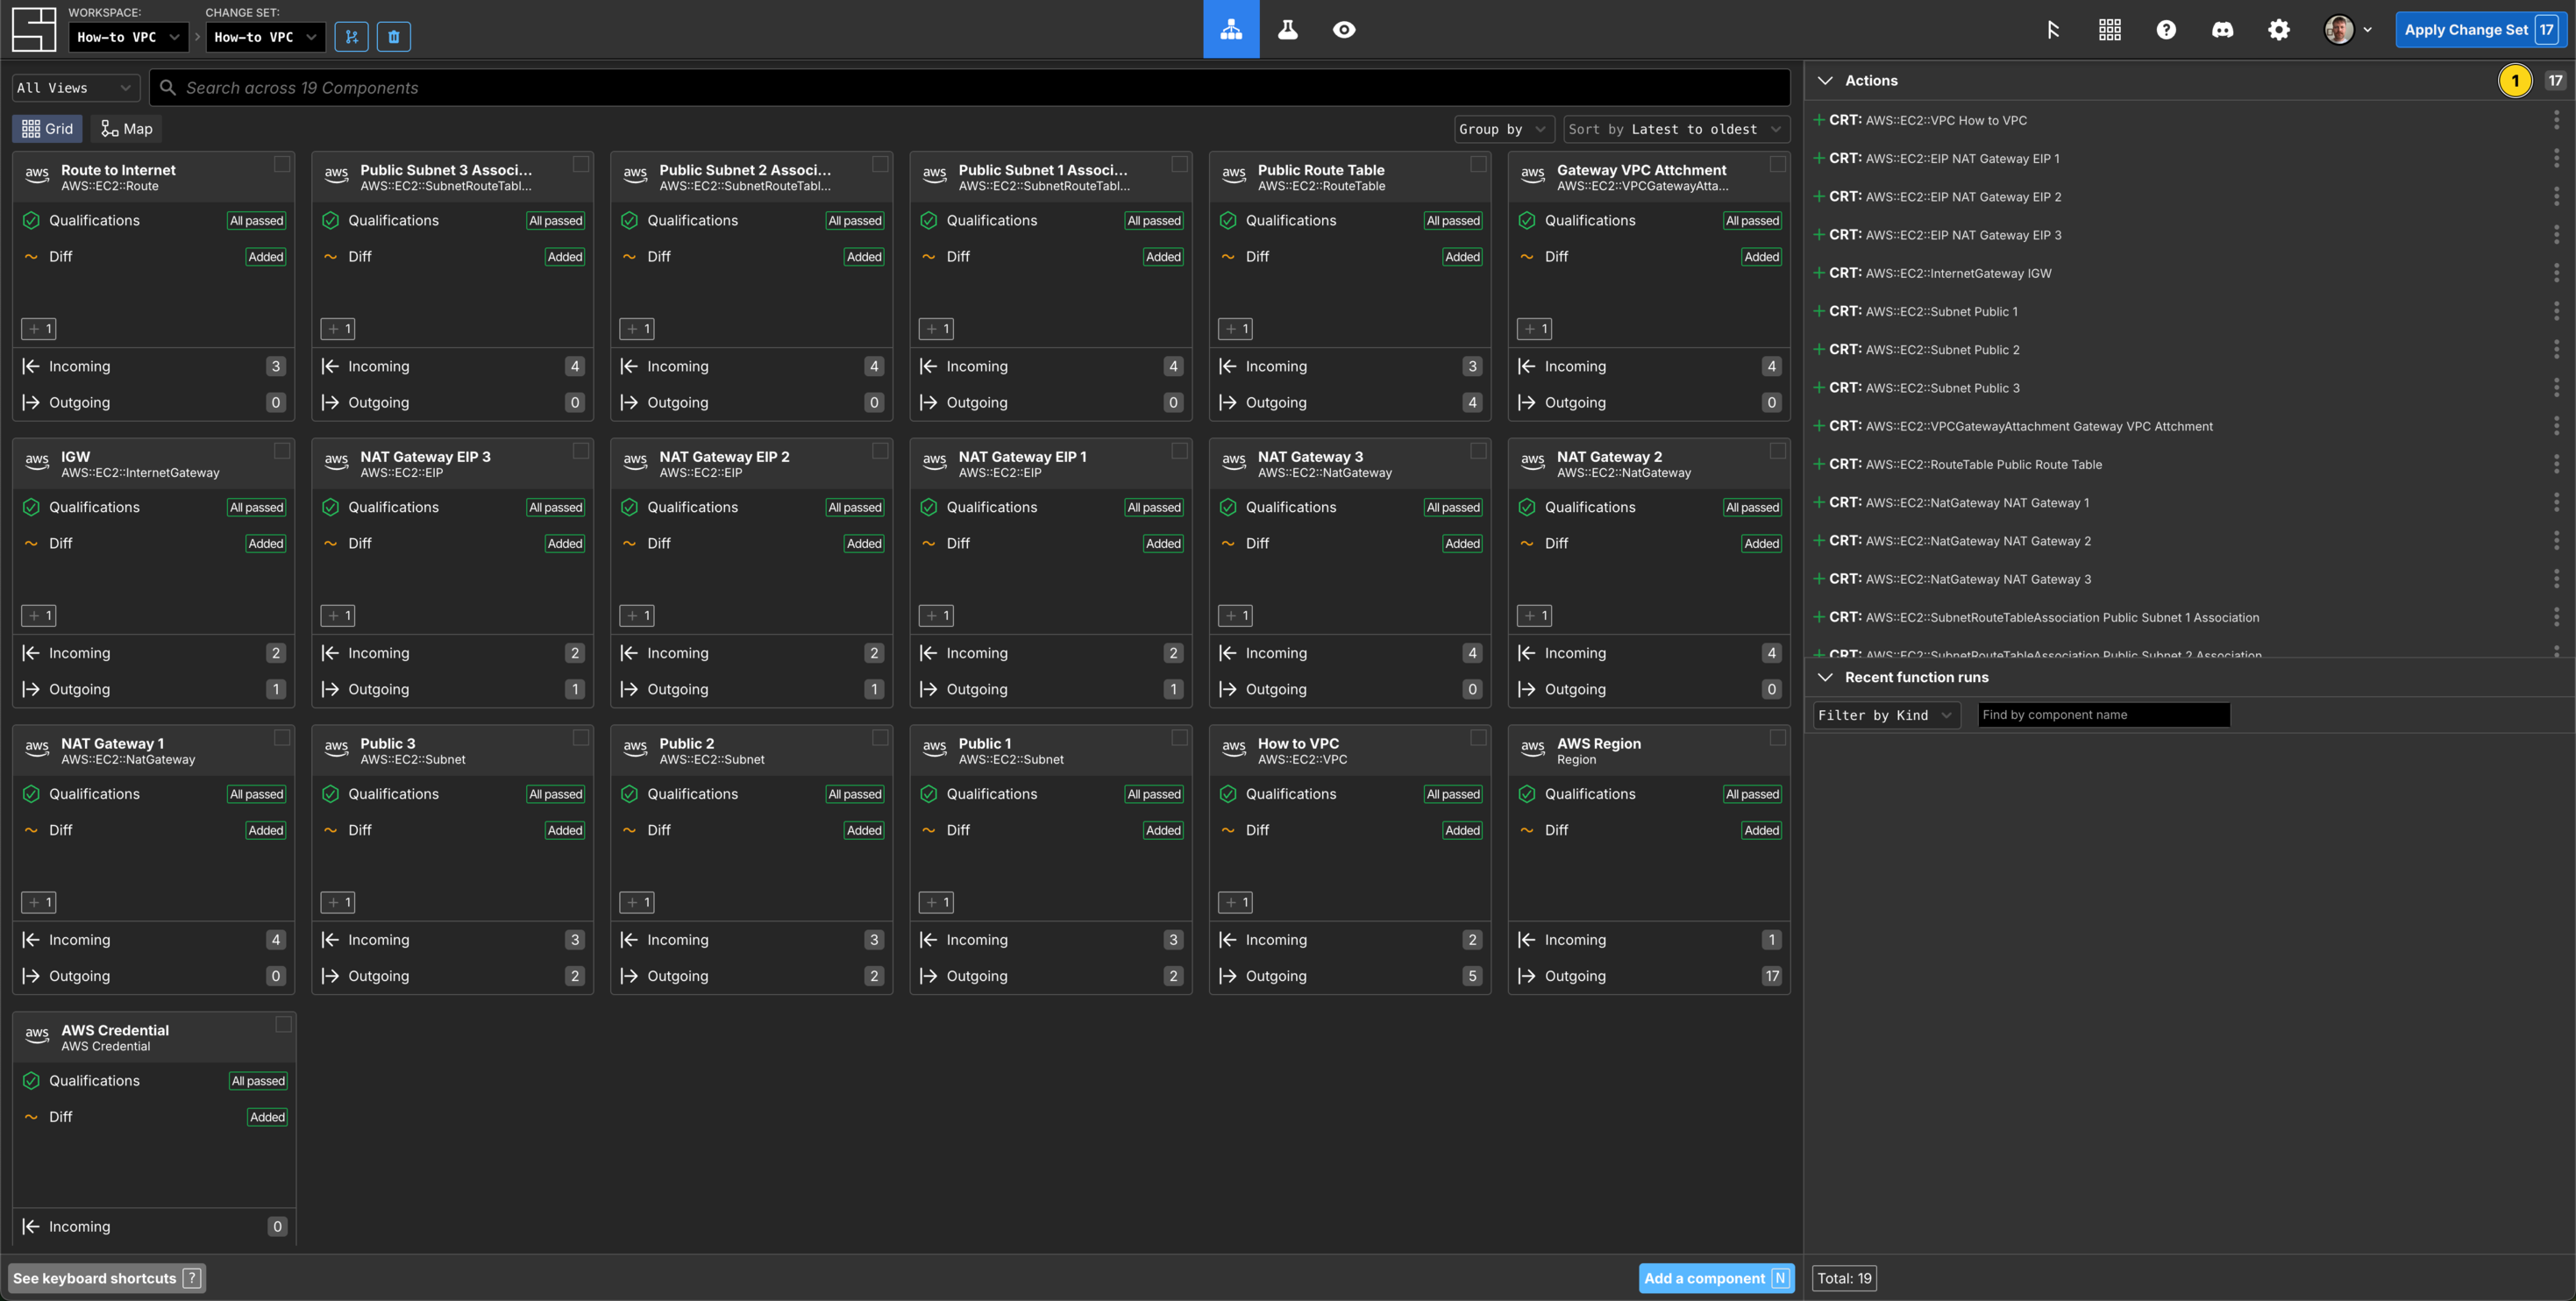 WORKSPACE:
How-to VPC
CHANGE SET:
How-to VPC
Apply Change Set 17
All Views
Search across 19 Components
Grid
Map
Group by
Sort by Latest to oldest
aws
Route to Internet
AWS::EC2::Route
Qualifications
All passed
Diff
Added
+ 1
Incoming
3
Outgoing
0
aws
Public Subnet 3 Associ...
AWS::EC2::SubnetRouteTabl...
Qualifications
All passed
Diff
Added
+ 1
Incoming
4
Outgoing
0
aws
Public Subnet 2 Associ...
AWS::EC2::SubnetRouteTabl...
Qualifications
All passed
Diff
Added
+ 1
Incoming
4
Outgoing
0
aws
Public Subnet 1 Associ...
AWS::EC2::SubnetRouteTabl...
Qualifications
All passed
Diff
Added
+ 1
Incoming
4
Outgoing
0
aws
Public Route Table
AWS::EC2::RouteTable
Qualifications
All passed
Diff
Added
+ 1
Incoming
3
Outgoing
4
aws
Gateway VPC Attchment
AWS::EC2::VPCGatewayAtta...
Qualifications
All passed
Diff
Added
+ 1
Incoming
4
Outgoing
0
aws
IGW
AWS::EC2::InternetGateway
Qualifications
All passed
Diff
Added
+ 1
Incoming
2
Outgoing
1
aws
NAT Gateway EIP 3
AWS::EC2::EIP
Qualifications
All passed
Diff
Added
+ 1
Incoming
2
Outgoing
1
aws
NAT Gateway EIP 2
AWS::EC2::EIP
Qualifications
All passed
Diff
Added
+ 1
Incoming
2
Outgoing
1
aws
NAT Gateway EIP 1
AWS::EC2::EIP
Qualifications
All passed
Diff
Added
+ 1
Incoming
2
Outgoing
1
aws
NAT Gateway 3
AWS::EC2::NatGateway
Qualifications
All passed
Diff
Added
+ 1
Incoming
4
Outgoing
0
aws
NAT Gateway 2
AWS::EC2::NatGateway
Qualifications
All passed
Diff
Added
+ 1
Incoming
4
Outgoing
0
aws
NAT Gateway 1
AWS::EC2::NatGateway
Qualifications
All passed
Diff
Added
+ 1
Incoming
4
Outgoing
0
aws
Public 3
AWS::EC2::Subnet
Qualifications
All passed
Diff
Added
+ 1
Incoming
3
Outgoing
2
aws
Public 2
AWS::EC2::Subnet
Qualifications
All passed
Diff
Added
+ 1
Incoming
3
Outgoing
2
aws
Public 1
AWS::EC2::Subnet
Qualifications
All passed
Diff
Added
+ 1
Incoming
3
Outgoing
2
aws
How to VPC
AWS::EC2::VPC
Qualifications
All passed
Diff
Added
+ 1
Incoming
2
Outgoing
5
aws
AWS Region
Region
Qualifications
All passed
Diff
Added
Incoming
1
Outgoing
17
aws
AWS Credential
AWS Credential
Qualifications
All passed
Diff
Added
Incoming
0
See keyboard shortcuts ?
Add a component N
Actions
1
17
+ CRT: AWS::EC2::VPC How to VPC
+ CRT: AWS::EC2::EIP NAT Gateway EIP 1
+ CRT: AWS::EC2::EIP NAT Gateway EIP 2
+ CRT: AWS::EC2::EIP NAT Gateway EIP 3
+ CRT: AWS::EC2::InternetGateway IGW
+ CRT: AWS::EC2::Subnet Public 1
+ CRT: AWS::EC2::Subnet Public 2
+ CRT: AWS::EC2::Subnet Public 3
+ CRT: AWS::EC2::VPCGatewayAttachment Gateway VPC Attchment
+ CRT: AWS::EC2::RouteTable Public Route Table
+ CRT: AWS::EC2::NatGateway NAT Gateway 1
+ CRT: AWS::EC2::NatGateway NAT Gateway 2
+ CRT: AWS::EC2::NatGateway NAT Gateway 3
+ CRT: AWS::EC2::SubnetRouteTableAssociation Public Subnet 1 Association
+ CRT: AWS::EC2::SubnetRouteTableAssociation Public Subnet 2 Association
Recent function runs
Filter by Kind
Find by component name
Total: 19